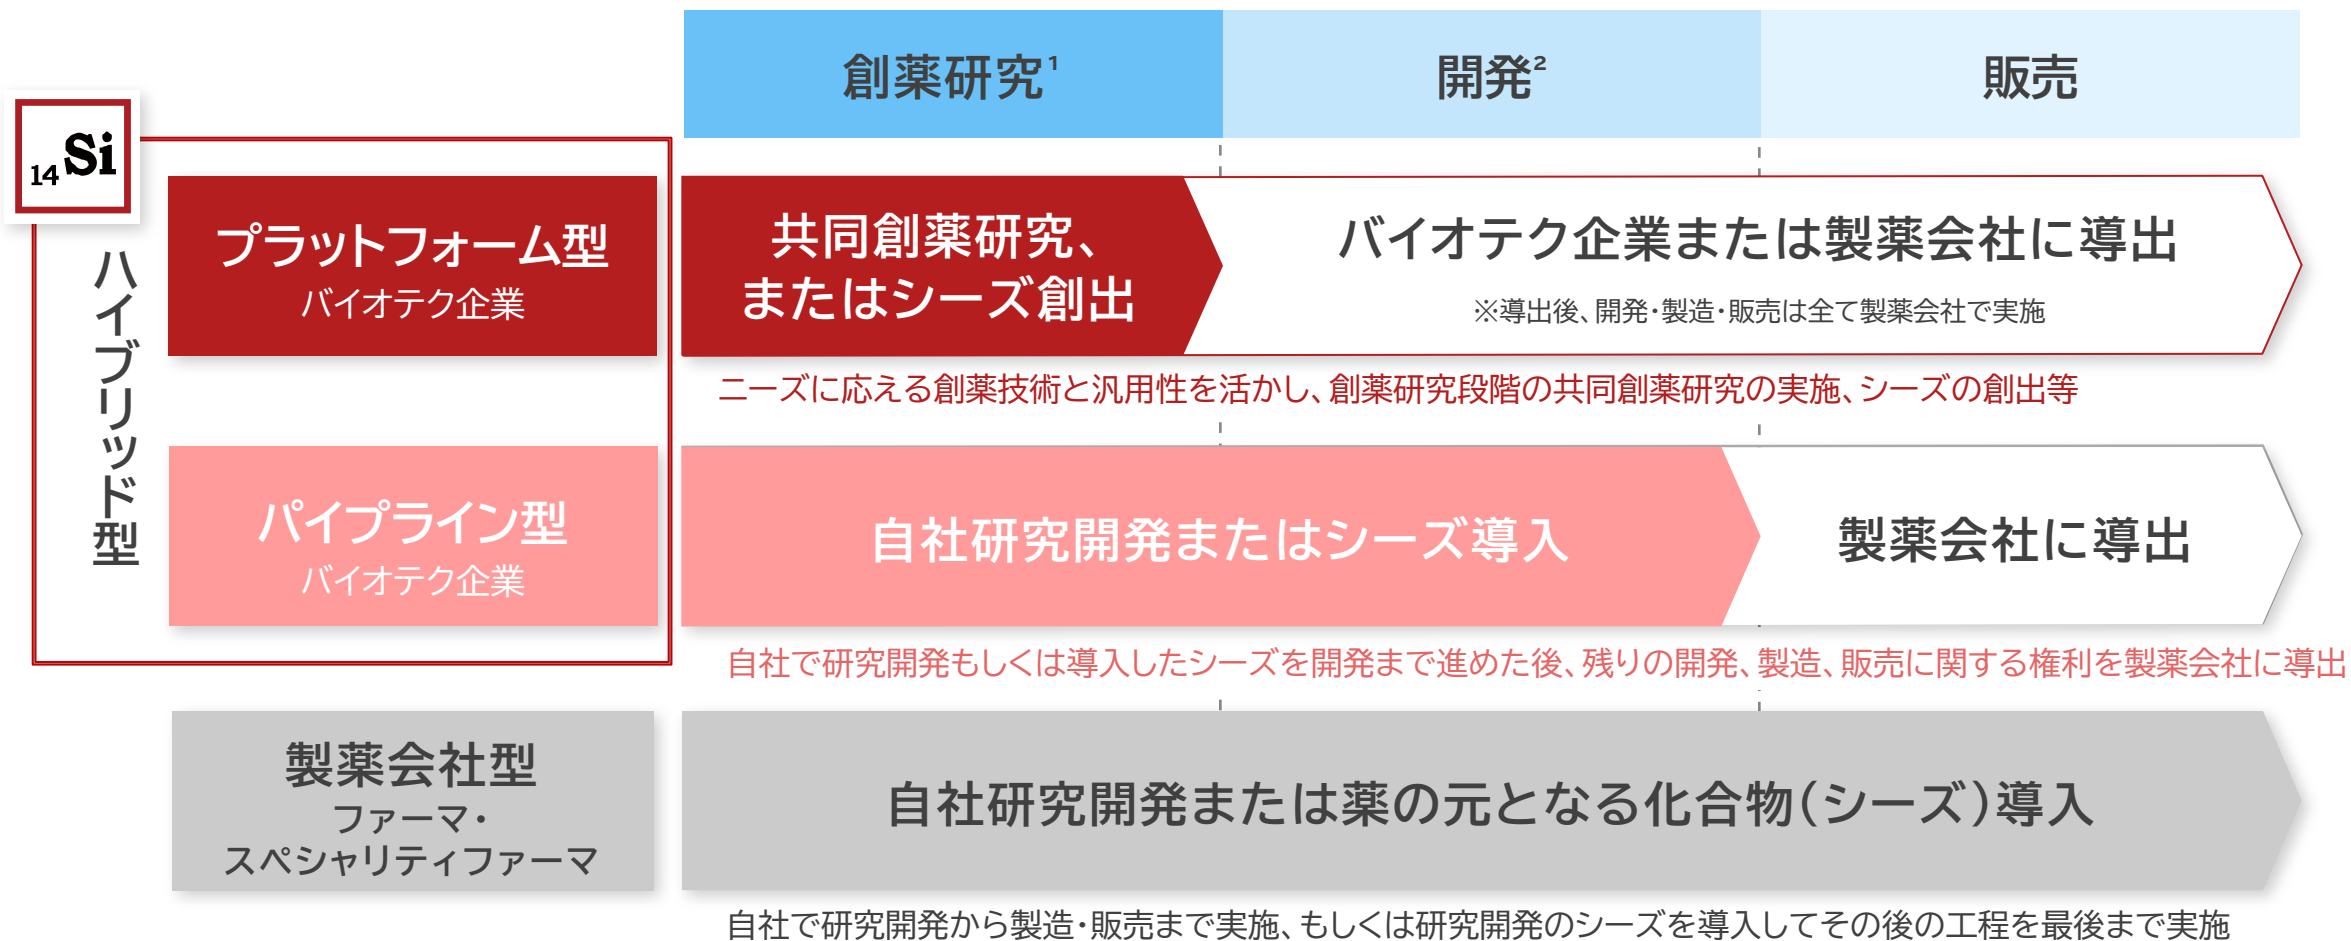 創薬研究¹
開発²
販売
14Si
ハイブリッド型
プラットフォーム型
バイオテク企業
共同創薬研究、
またはシーズ創出
バイオテク企業または製薬会社に導出
※導出後、開発・製造・販売は全て製薬会社で実施
ニーズに応える創薬技術と汎用性を活かし、創薬研究段階の共同創薬研究の実施、シーズの創出等
パイプライン型
バイオテク企業
自社研究開発またはシーズ導入
製薬会社に導出
自社で研究開発もしくは導入したシーズを開発まで進めた後、残りの開発、製造、販売に関する権利を製薬会社に導出
製薬会社型
ファーマ・
スペシャリティファーマ
自社研究開発または薬の元となる化合物（シーズ）導入
自社で研究開発から製造・販売まで実施、もしくは研究開発のシーズを導入してその後の工程を最後まで実施